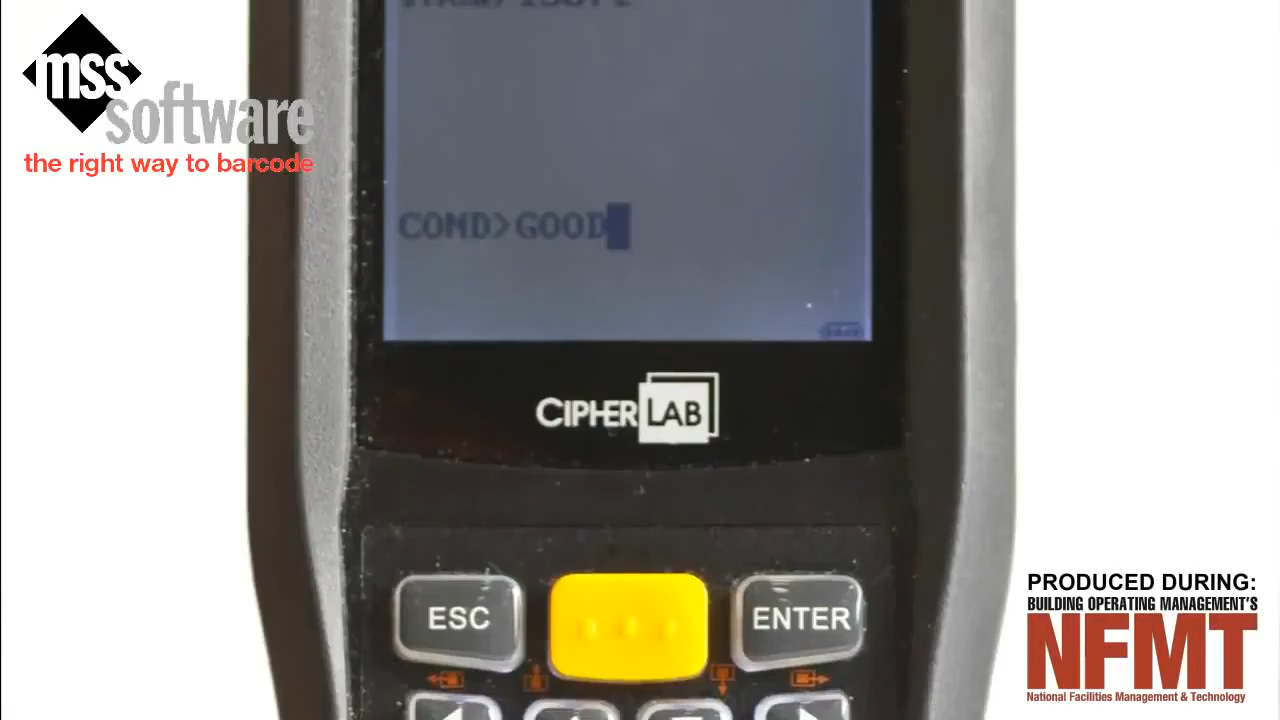 mss
software
the right way to barcode
COND>GOOD
CIPHERLAB
ESC
ENTER
PRODUCED DURING:
BUILDING OPERATING MANAGEMENT'S
NFMT
National Facilities Management & Technology